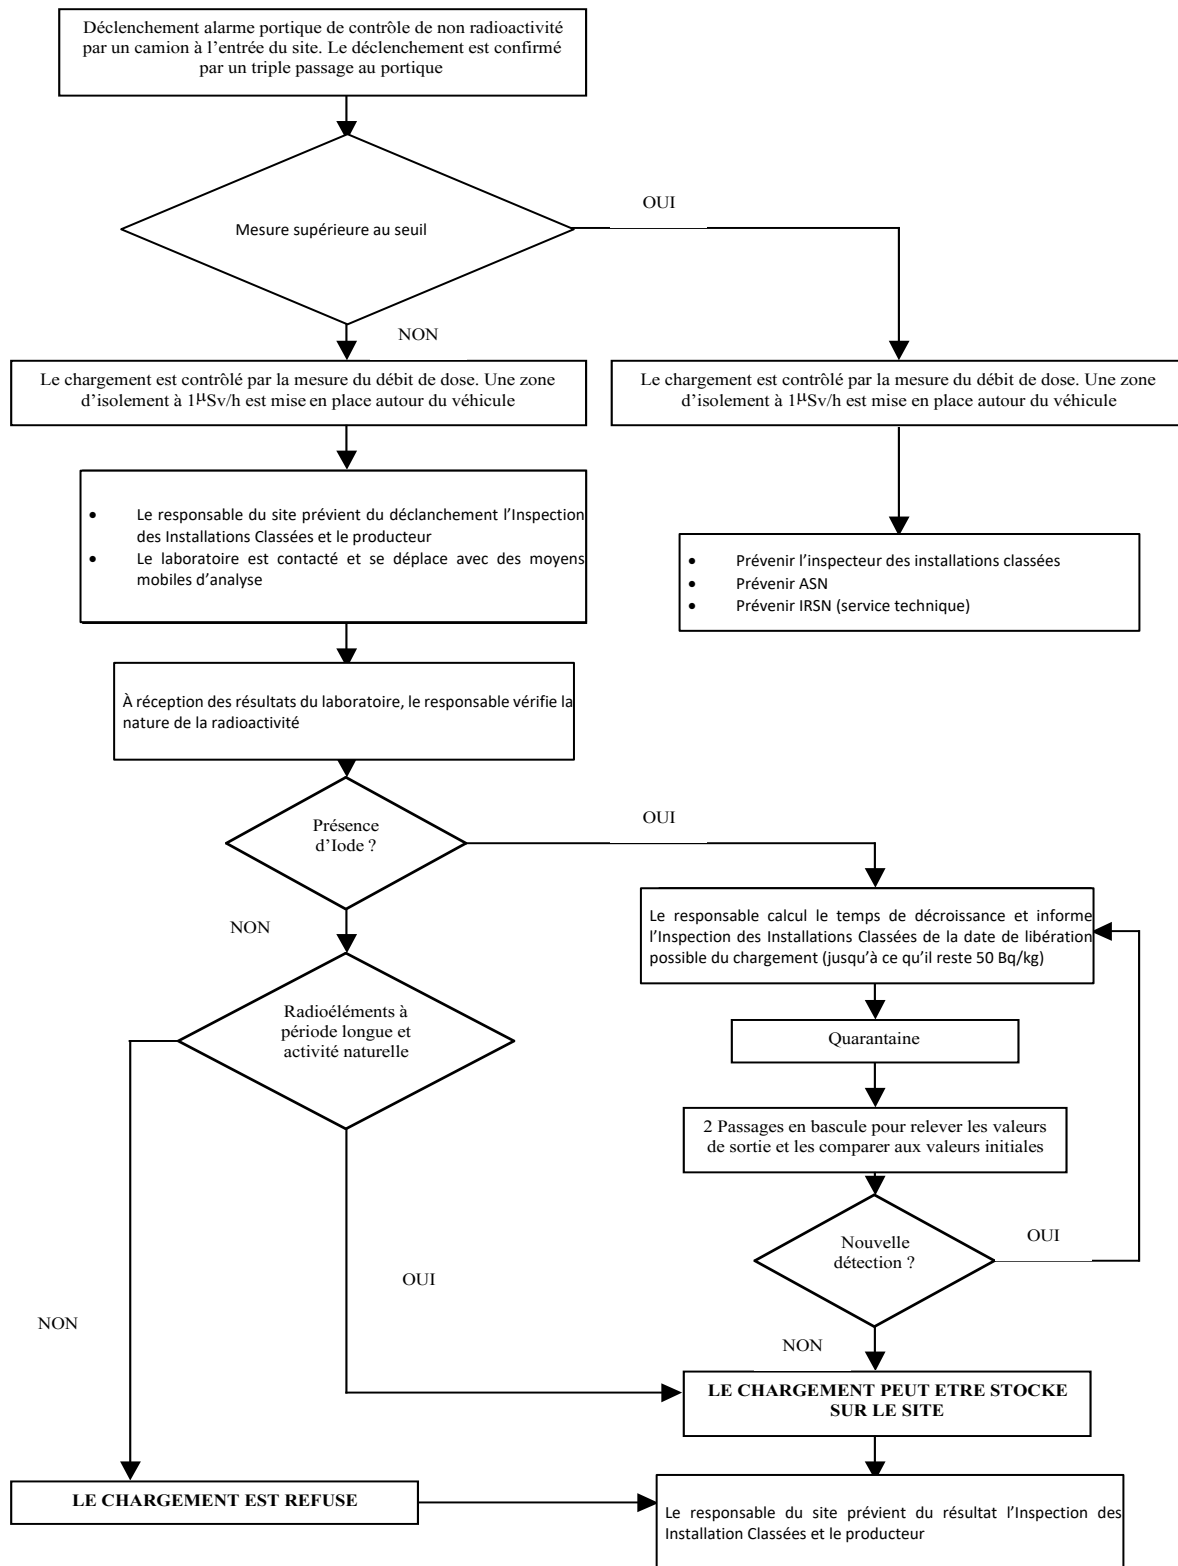 Déclenchement alarme portique de contrôle de non radioactivité
par un camion à l'entrée du site. Le déclenchement est confirmé
par un triple passage au portique
OUI
Mesure supérieure au seuil
NON
Le chargement est contrôlé par la mesure du débit de dose. Une zone
d'isolement à 1µSv/h est mise en place autour du véhicule
Le chargement est contrôlé par la mesure du débit de dose. Une zone
d'isolement à 1µSv/h est mise en place autour du véhicule
• Le responsable du site prévient du déclanchement l'Inspection
des Installations Classées et le producteur
• Le laboratoire est contacté et se déplace avec des moyens
mobiles d'analyse
• Prévenir l'inspecteur des installations classées
• Prévenir ASN
• Prévenir IRSN (service technique)
À réception des résultats du laboratoire, le responsable vérifie la
nature de la radioactivité
Présence
d'Iode ?
OUI
NON
Le responsable calcul le temps de décroissance et informe
l'Inspection des Installations Classées de la date de libération
possible du chargement (jusqu'à ce qu'il reste 50 Bq/kg)
Radioéléments à
période longue et
activité naturelle
Quarantaine
2 Passages en bascule pour relever les valeurs
de sortie et les comparer aux valeurs initiales
Nouvelle
détection ?
OUI
OUI
NON
NON
LE CHARGEMENT PEUT ETRE STOCKE
SUR LE SITE
LE CHARGEMENT EST REFUSE
Le responsable du site prévient du résultat l'Inspection des
Installation Classées et le producteur